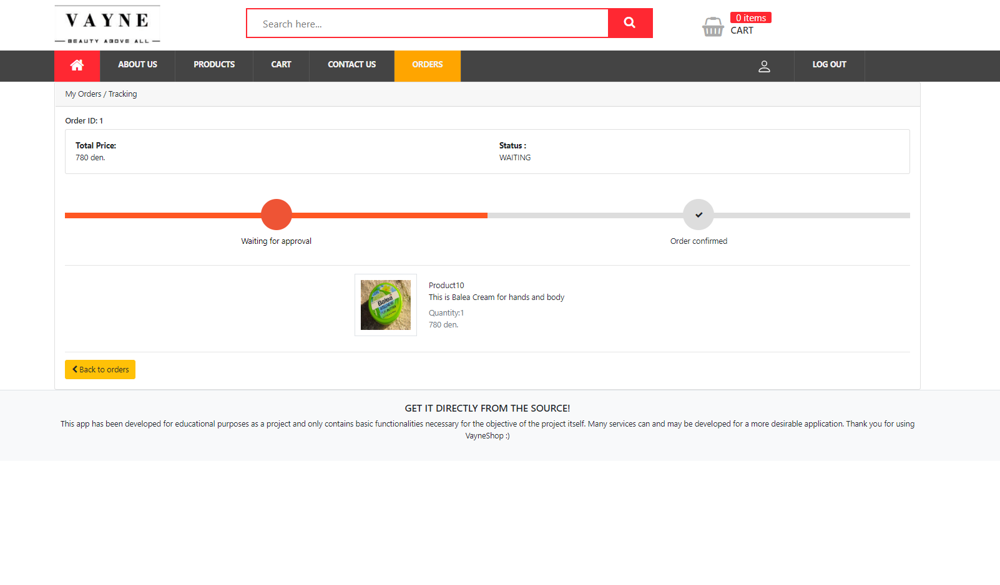 VAYNE
BEAUTY ABOVE ALL
Search here...
0 items
CART
ABOUT US
PRODUCTS
CART
CONTACT US
ORDERS
LOG OUT
My Orders / Tracking
Order ID: 1
Total Price:
780 den.
Status :
WAITING
Waiting for approval
Order confirmed
Balea
Product10
This is Balea Cream for hands and body
Quantity:1
780 den.
Back to orders
GET IT DIRECTLY FROM THE SOURCE!
This app has been developed for educational purposes as a project and only contains basic functionalities necessary for the objective of the project itself. Many services can and may be developed for a more desirable application. Thank you for using
VayneShop :)